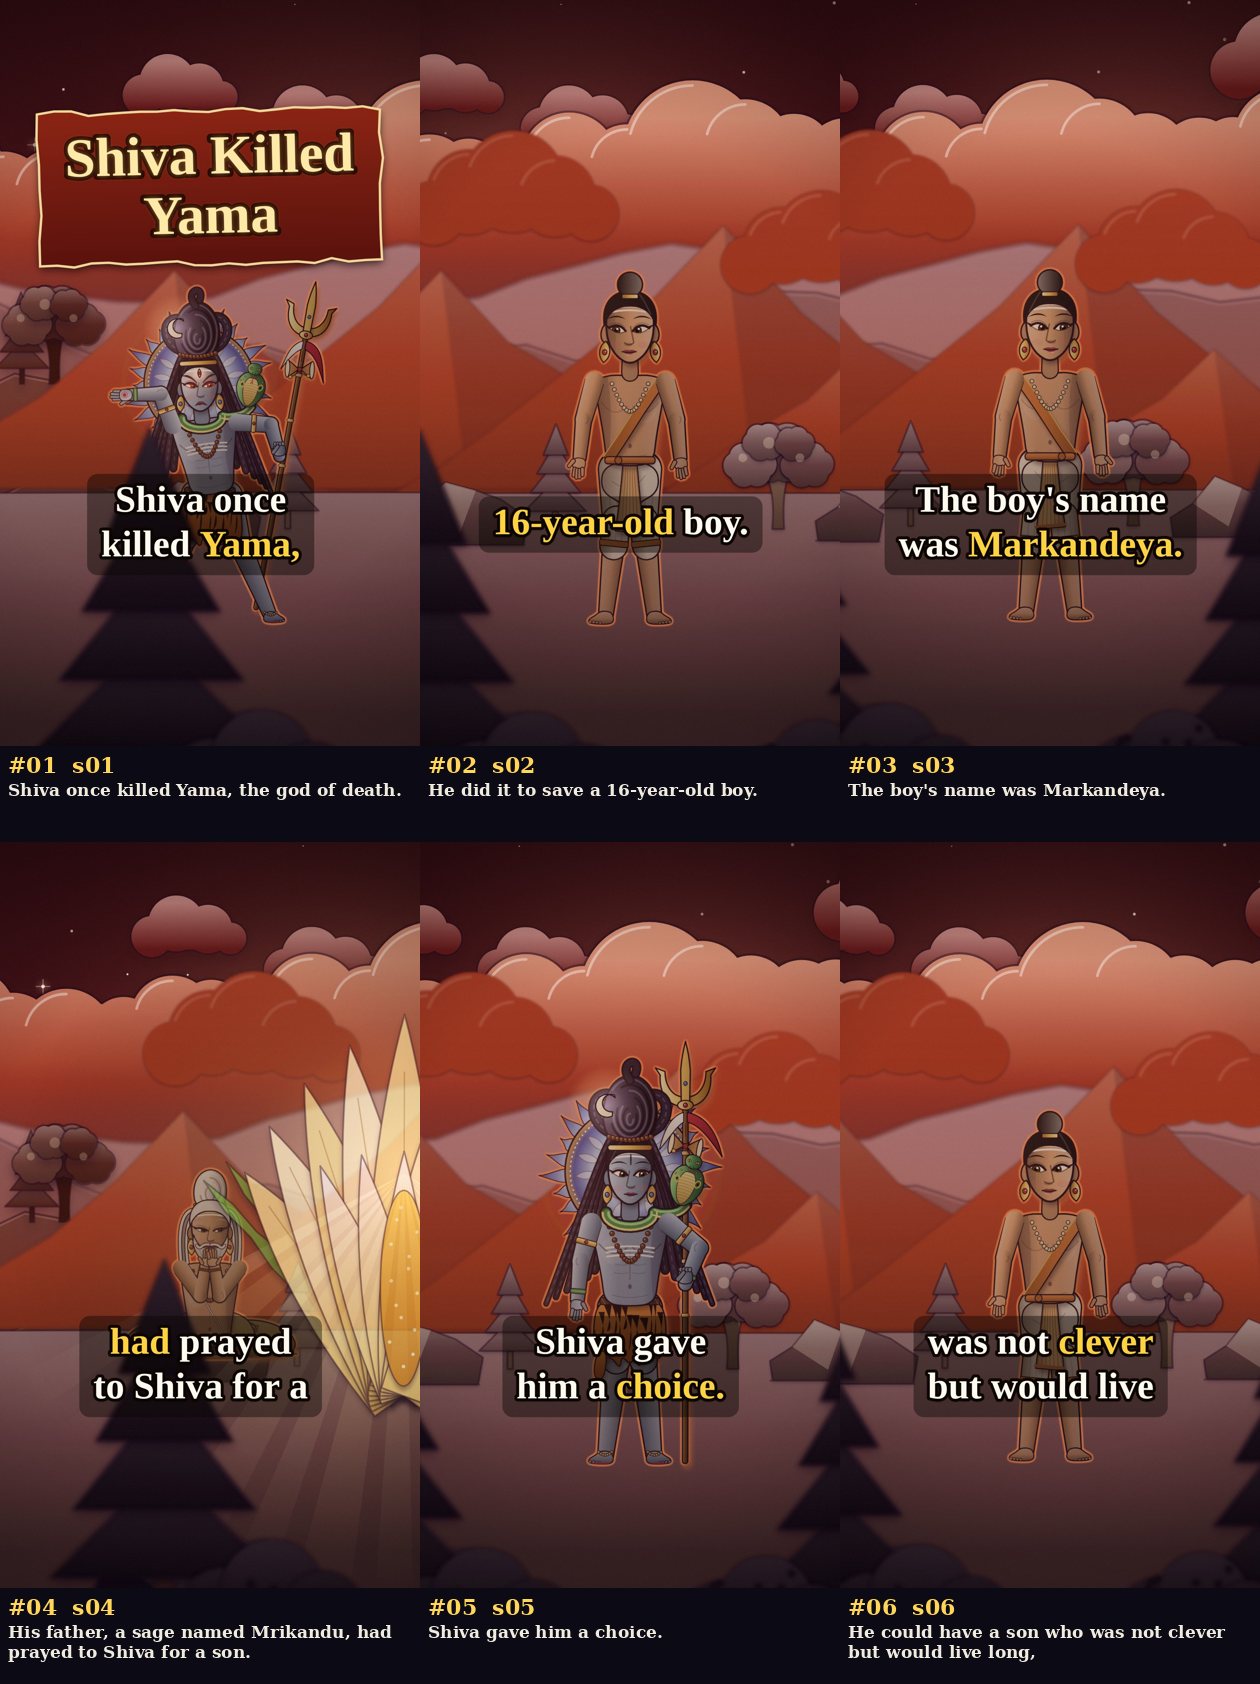 Shiva Killed
Yama
Shiva once
killed Yama,
#01 s01
Shiva once killed Yama, the god of death.
16-year-old boy.
#02 s02
He did it to save a 16-year-old boy.
The boy's name
was Markandeya.
#03 s03
The boy's name was Markandeya.
had prayed
to Shiva for a
#04 s04
His father, a sage named Mrikandu, had
prayed to Shiva for a son.
Shiva gave
him a choice.
#05 s05
Shiva gave him a choice.
was not clever
but would live
#06 s06
He could have a son who was not clever
but would live long,